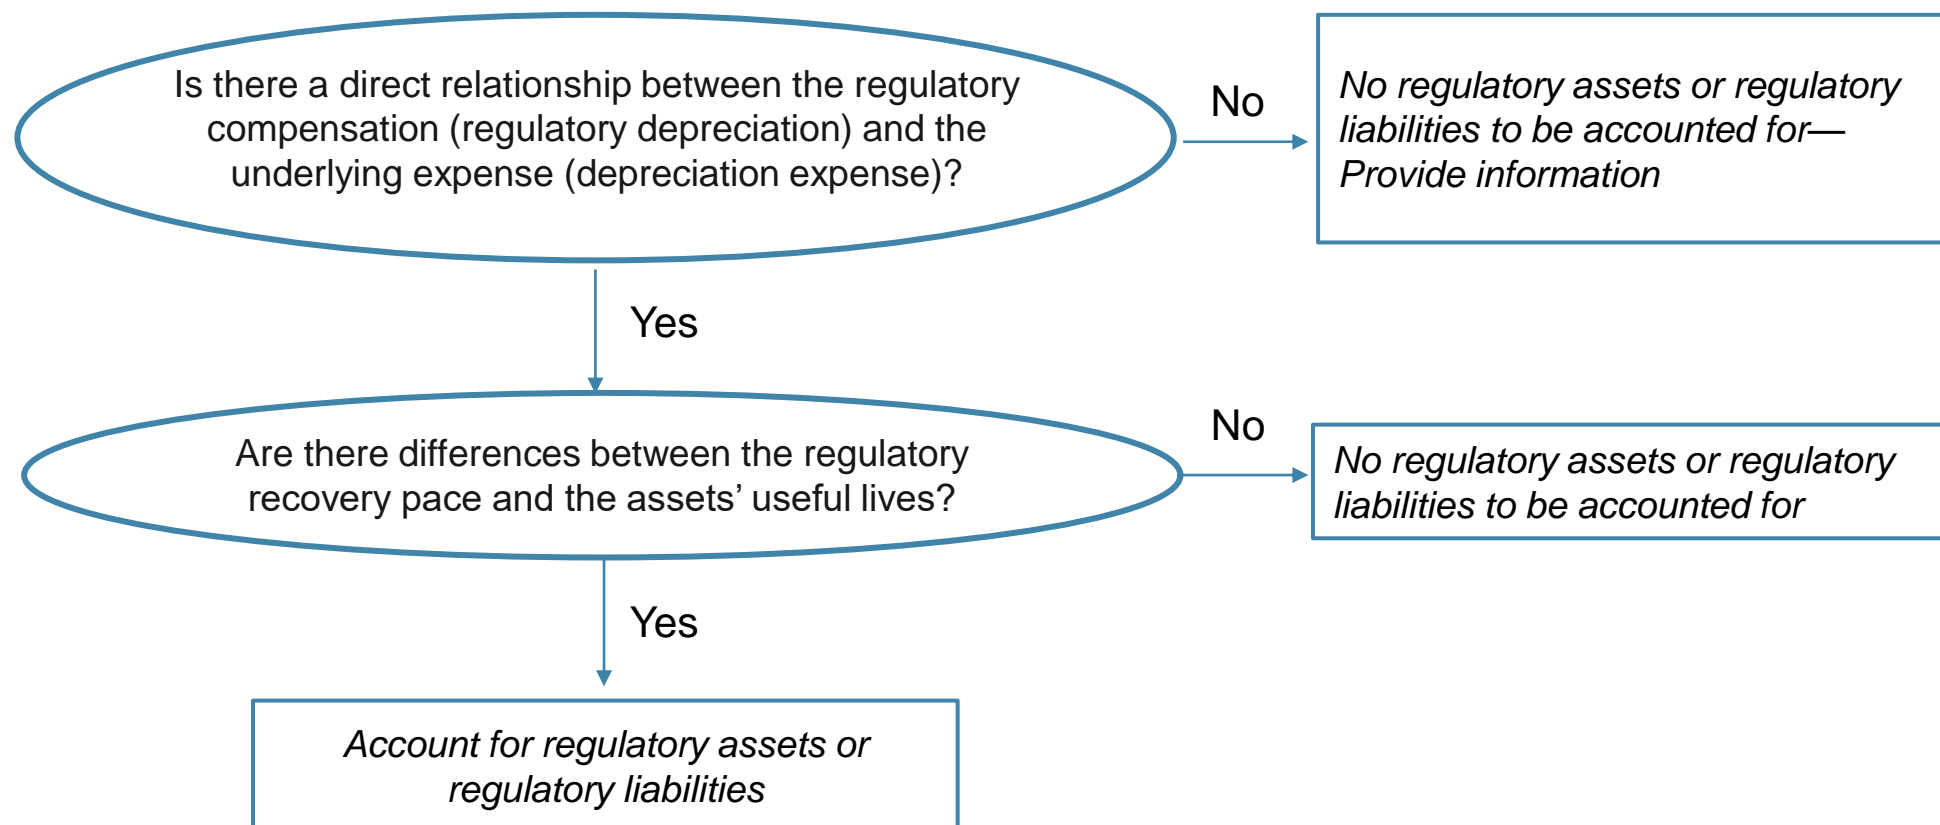 Is there a direct relationship between the regulatory
compensation (regulatory depreciation) and the
underlying expense (depreciation expense)?
No
No regulatory assets or regulatory
liabilities to be accounted for—
Provide information
Yes
Are there differences between the regulatory
recovery pace and the assets’ useful lives?
No
No regulatory assets or regulatory
liabilities to be accounted for
Yes
Account for regulatory assets or
regulatory liabilities